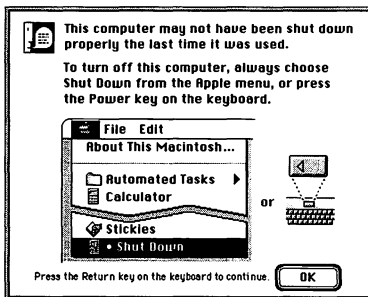 This computer may not have been shut down
properly the last time it was used.
To turn off this computer, always choose
Shut Down from the Apple menu, or press
the Power key on the keyboard.
File Edit
About This Macintosh...
Automated Tasks
Calculator
or
Stickies
• Shut Down
Press the Return key on the keyboard to continue.
OK